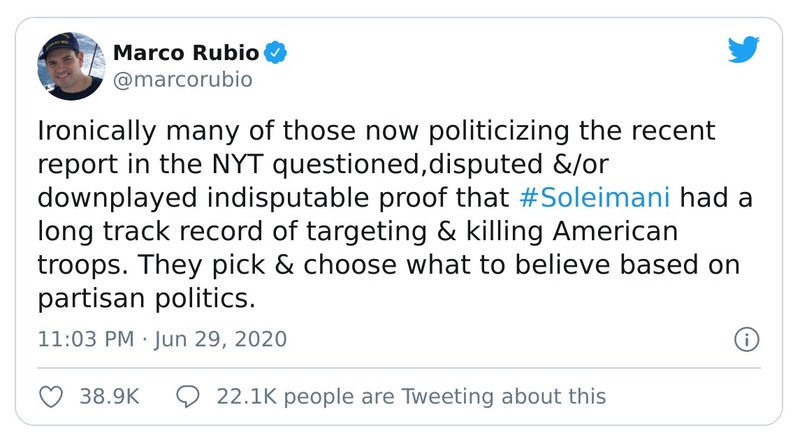 Marco Rubio
@marcorubio
Ironically many of those now politicizing the recent
report in the NYT questioned,disputed &/or
downplayed indisputable proof that #Soleimani had a
long track record of targeting & killing American
troops. They pick & choose what to believe based on
partisan politics.
11:03 PM · Jun 29, 2020
38.9K 22.1K people are Tweeting about this